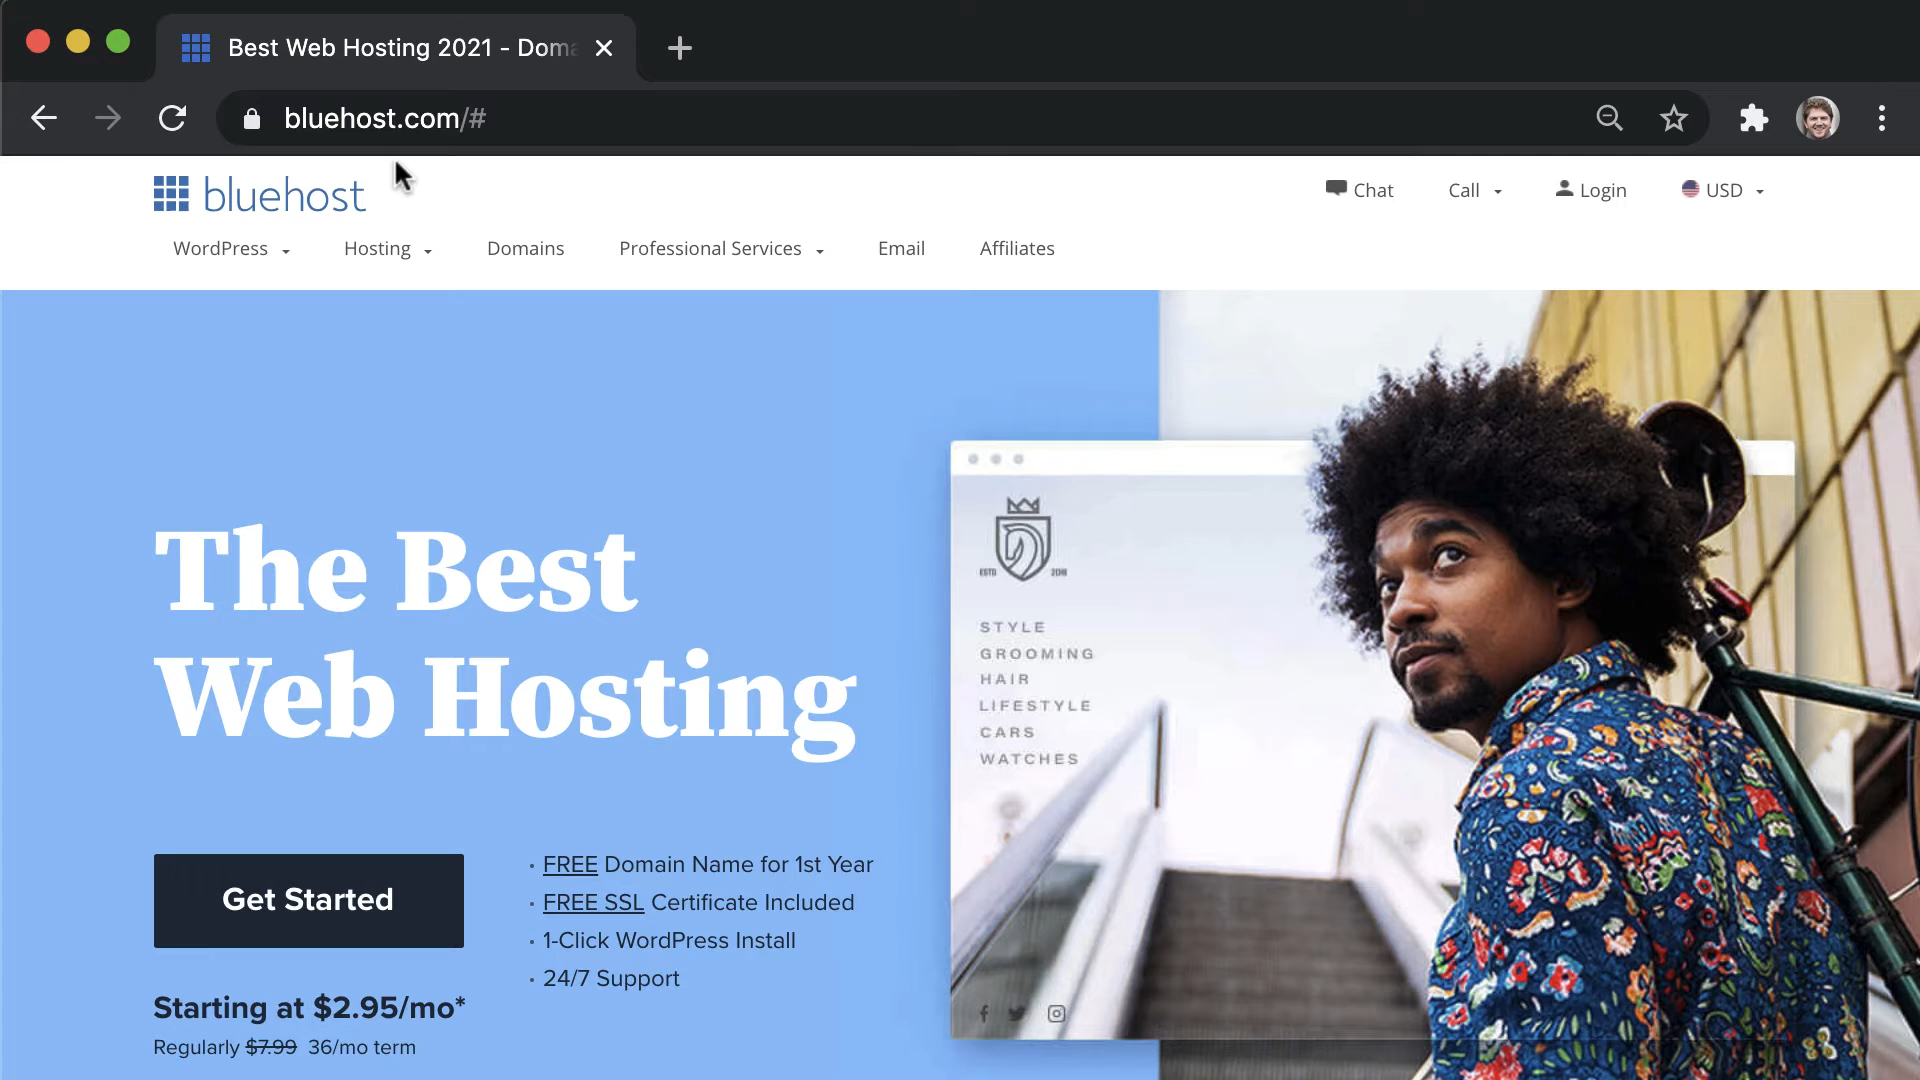 Best Web Hosting 2021 - Doma
bluehost.com/#
bluehost
Chat
Call
Login
USD
WordPress
Hosting
Domains
Professional Services
Email
Affiliates
ESTD 2018
STYLE
GROOMING
HAIR
LIFESTYLE
CARS
WATCHES
The Best
Web Hosting
Get Started
· FREE Domain Name for 1st Year
· FREE SSL Certificate Included
· 1-Click WordPress Install
· 24/7 Support
Starting at $2.95/mo*
Regularly $7.99 36/mo term